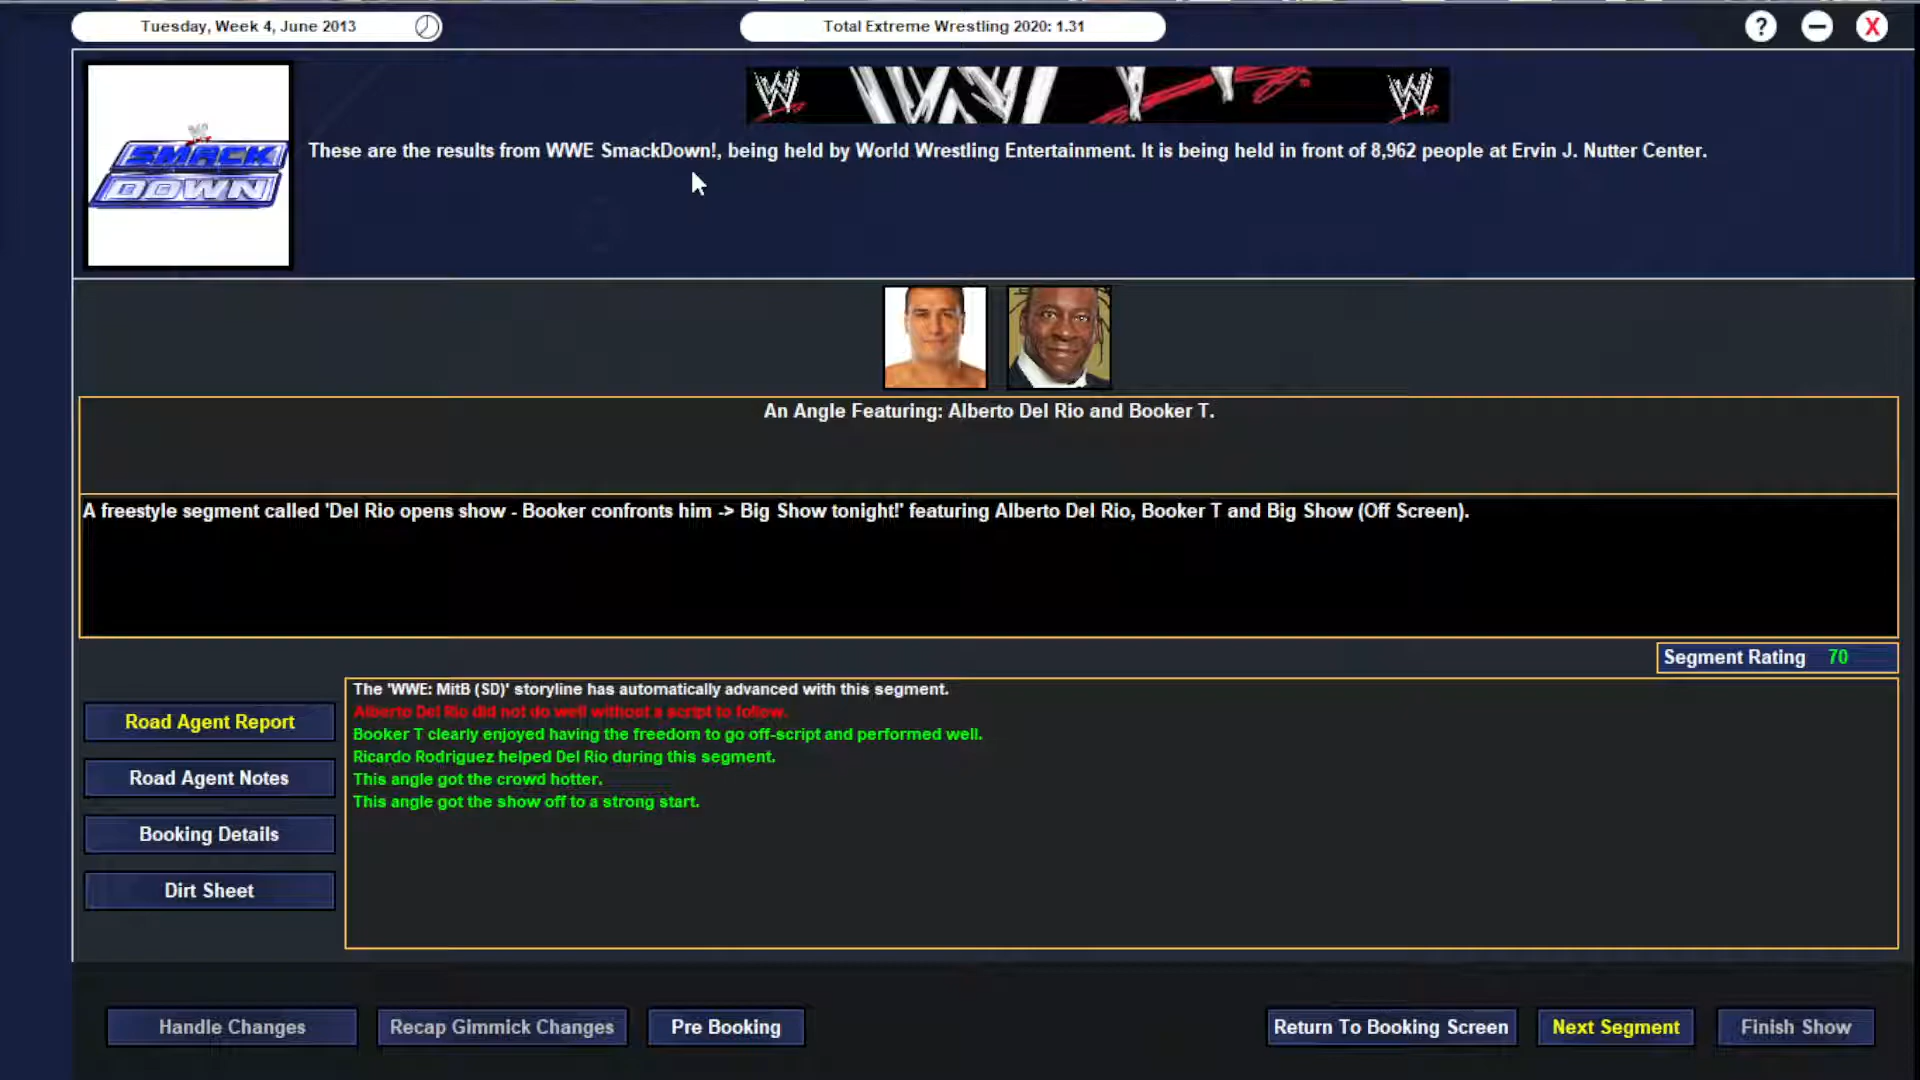 Tuesday, Week 4, June 2013
Total Extreme Wrestling 2020: 1.31
?
X
SMACK
DOWN
These are the results from WWE SmackDown!, being held by World Wrestling Entertainment. It is being held in front of 8,962 people at Ervin J. Nutter Center.
An Angle Featuring: Alberto Del Rio and Booker T.
A freestyle segment called 'Del Rio opens show - Booker confronts him -> Big Show tonight!' featuring Alberto Del Rio, Booker T and Big Show (Off Screen).
Segment Rating 70
The 'WWE: MitB (SD)' storyline has automatically advanced with this segment.
Alberto Del Rio did not do well without a script to follow.
Booker T clearly enjoyed having the freedom to go off-script and performed well.
Ricardo Rodriguez helped Del Rio during this segment.
This angle got the crowd hotter.
This angle got the show off to a strong start.
Road Agent Report
Road Agent Notes
Booking Details
Dirt Sheet
Handle Changes
Recap Gimmick Changes
Pre Booking
Return To Booking Screen
Next Segment
Finish Show